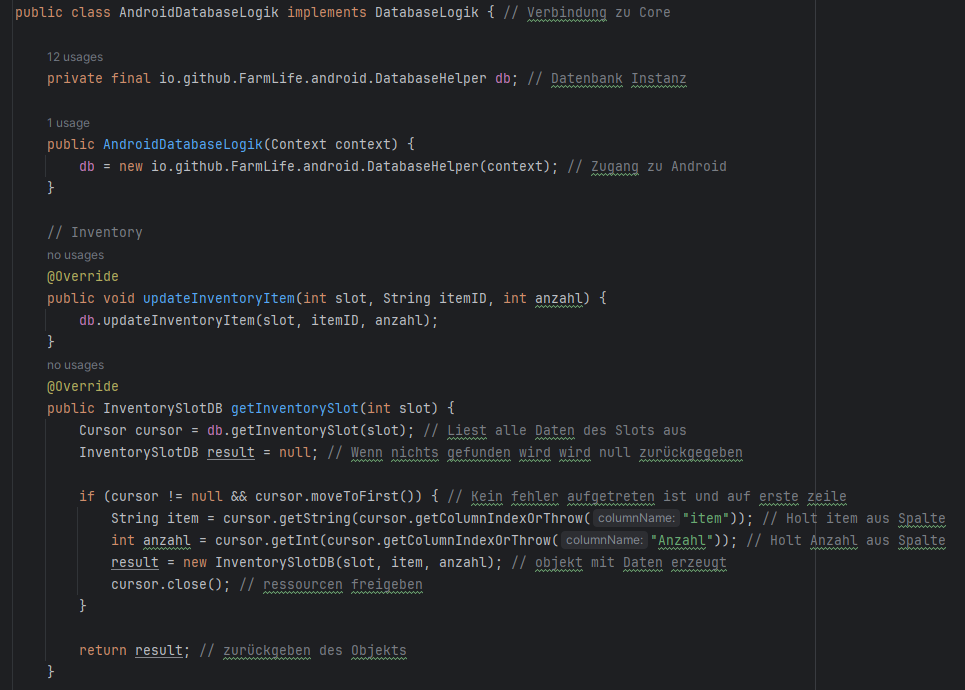 public class AndroidDatabaseLogik implements DatabaseLogik { // Verbindung zu Core
12 usages
private final io.github.FarmLife.android.DatabaseHelper db; // Datenbank Instanz
1 usage
public AndroidDatabaseLogik(Context context) {
db = new io.github.FarmLife.android.DatabaseHelper(context); // Zugang zu Android
}
// Inventory
no usages
@Override
public void updateInventoryItem(int slot, String itemID, int anzahl) {
db.updateInventoryItem(slot, itemID, anzahl);
}
no usages
@Override
public InventorySlotDB getInventorySlot(int slot) {
Cursor cursor = db.getInventorySlot(slot); // Liest alle Daten des Slots aus
InventorySlotDB result = null; // Wenn nichts gefunden wird wird null zurückgegeben
if (cursor != null && cursor.moveToFirst()) { // Kein fehler aufgetreten ist und auf erste zeile
String item = cursor.getString(cursor.getColumnIndexOrThrow( columnName: "item")); // Holt item aus Spalte
int anzahl = cursor.getInt(cursor.getColumnIndexOrThrow( columnName: "Anzahl")); // Holt Anzahl aus Spalte
result = new InventorySlotDB(slot, item, anzahl); // objekt mit Daten erzeugt
cursor.close(); // ressourcen freigeben
}
return result; // zurückgeben des Objekts
}